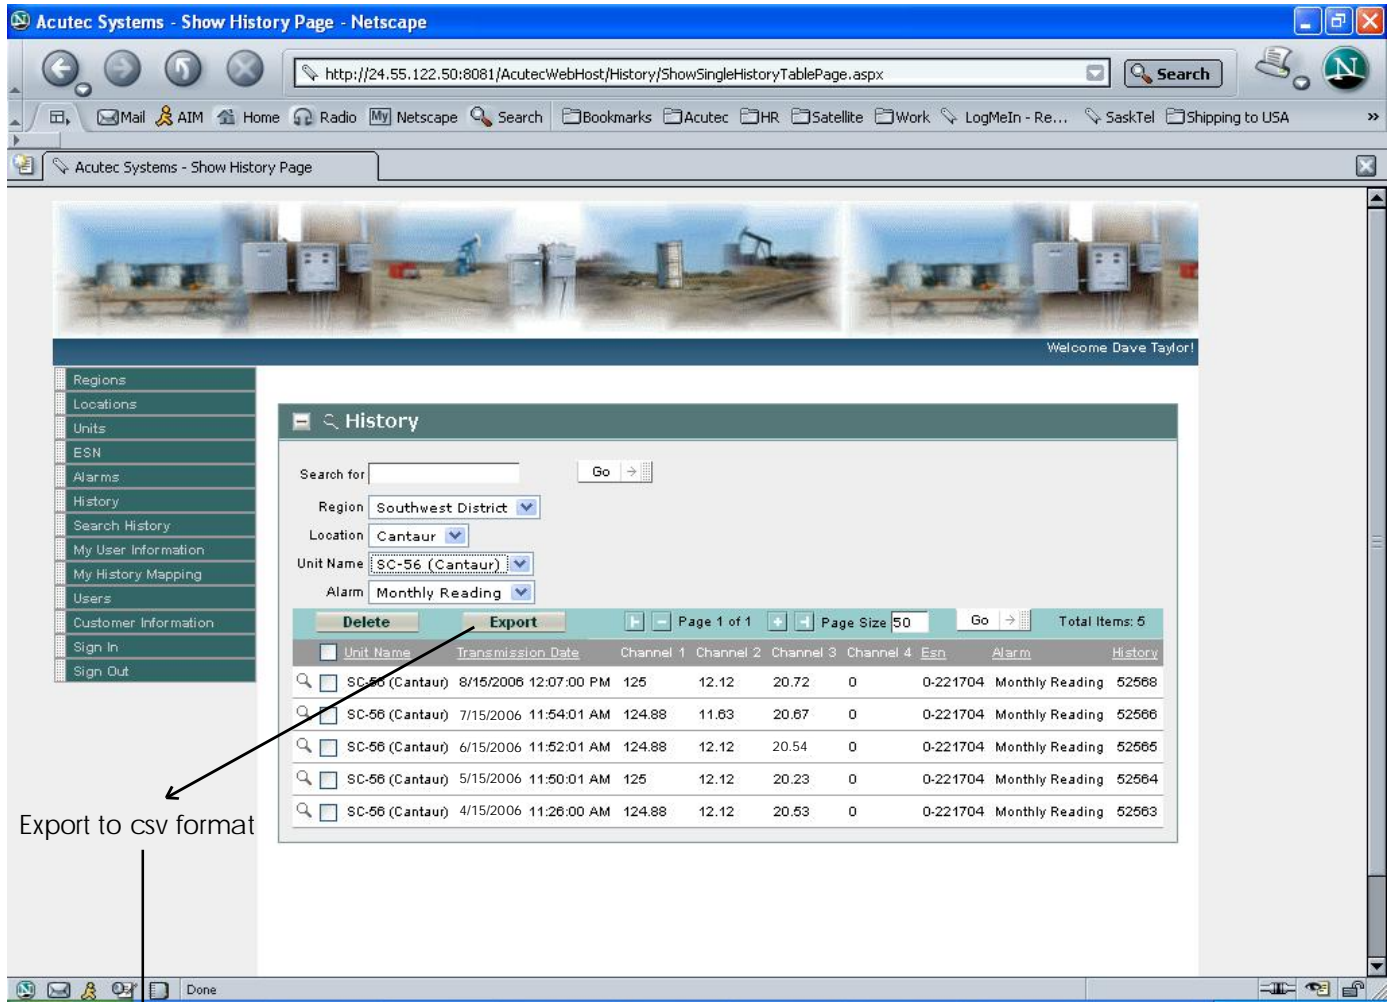 Acutec Systems - Show History Page - Netscape
http://24.55.122.50:8081/AcutecWebHost/History/ShowSingleHistoryTablePage.aspx
Search
N
Mail AIM Home Radio My Netscape Search Bookmarks Acutec HR Satellite Work LogMeIn - Re... SaskTel Shipping to USA »
Acutec Systems - Show History Page
Welcome Dave Taylor!
Regions
Locations
Units
ESN
Alarms
History
Search History
My User Information
My History Mapping
Users
Customer Information
Sign In
Sign Out
History
Search for Go
Region Southwest District
Location Cantaur
Unit Name SC-56 (Cantaur)
Alarm Monthly Reading
Delete Export Page 1 of 1 Page Size 50 Go Total Items: 5
Unit Name Transmission Date Channel 1 Channel 2 Channel 3 Channel 4 Esn Alarm History
SC-56 (Cantaur) 8/15/2006 12:07:00 PM 125 12.12 20.72 0 0-221704 Monthly Reading 52568
SC-56 (Cantaur) 7/15/2006 11:54:01 AM 124.88 11.63 20.67 0 0-221704 Monthly Reading 52566
SC-56 (Cantaur) 6/15/2006 11:52:01 AM 124.88 12.12 20.54 0 0-221704 Monthly Reading 52565
SC-56 (Cantaur) 5/15/2006 11:50:01 AM 125 12.12 20.23 0 0-221704 Monthly Reading 52564
SC-56 (Cantaur) 4/15/2006 11:26:00 AM 124.88 12.12 20.53 0 0-221704 Monthly Reading 52563
Export to csv format
Done